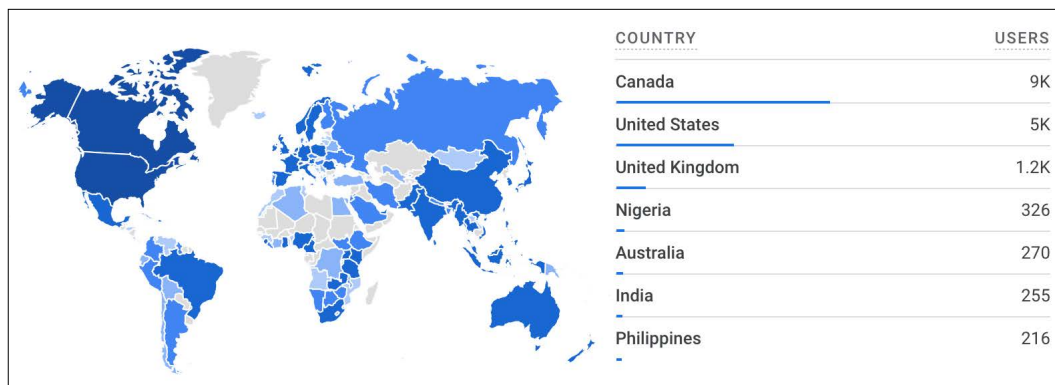 COUNTRY USERS
Canada 9K
United States 5K
United Kingdom 1.2K
Nigeria 326
Australia 270
India 255
Philippines 216